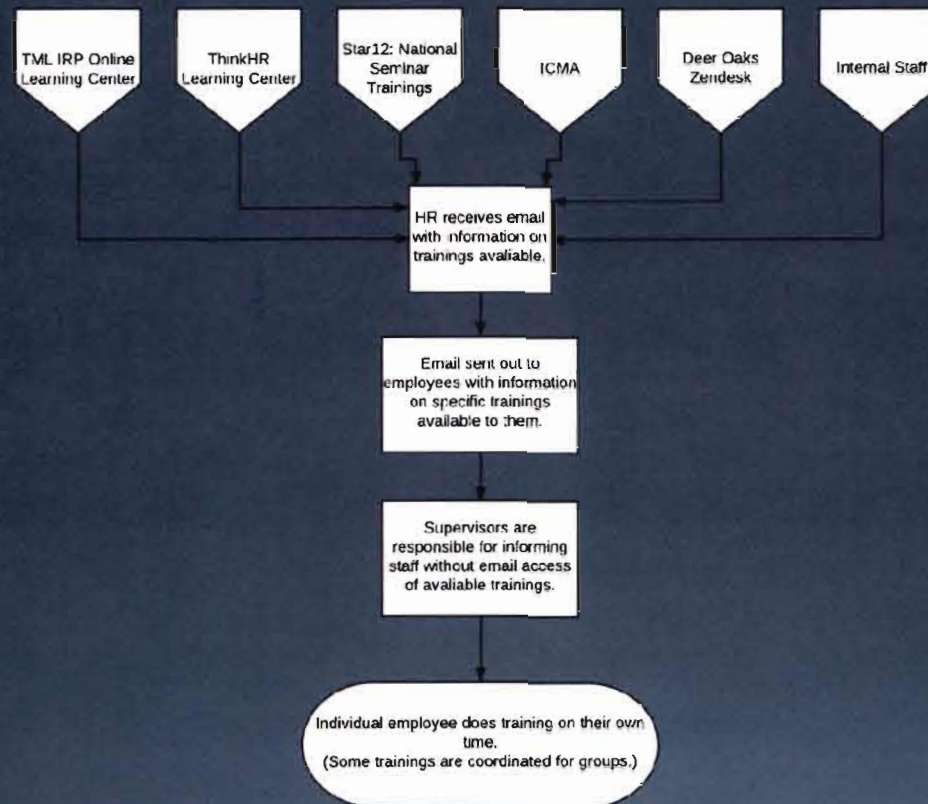 TML IRP Online
Learning Center
ThinkHR
Learning Center
Star12: National
Seminar
Trainings
ICMA
Deer Oaks
Zendesk
Internal Staff
HR receives email
with information on
trainings avaliable.
Email sent out to
employees with information
on specific trainings
available to them.
Supervisors are
responsible for informing
staff without email access
of avaliable trainings.
Individual employee does training on their own
time.
(Some trainings are coordinated for groups.)